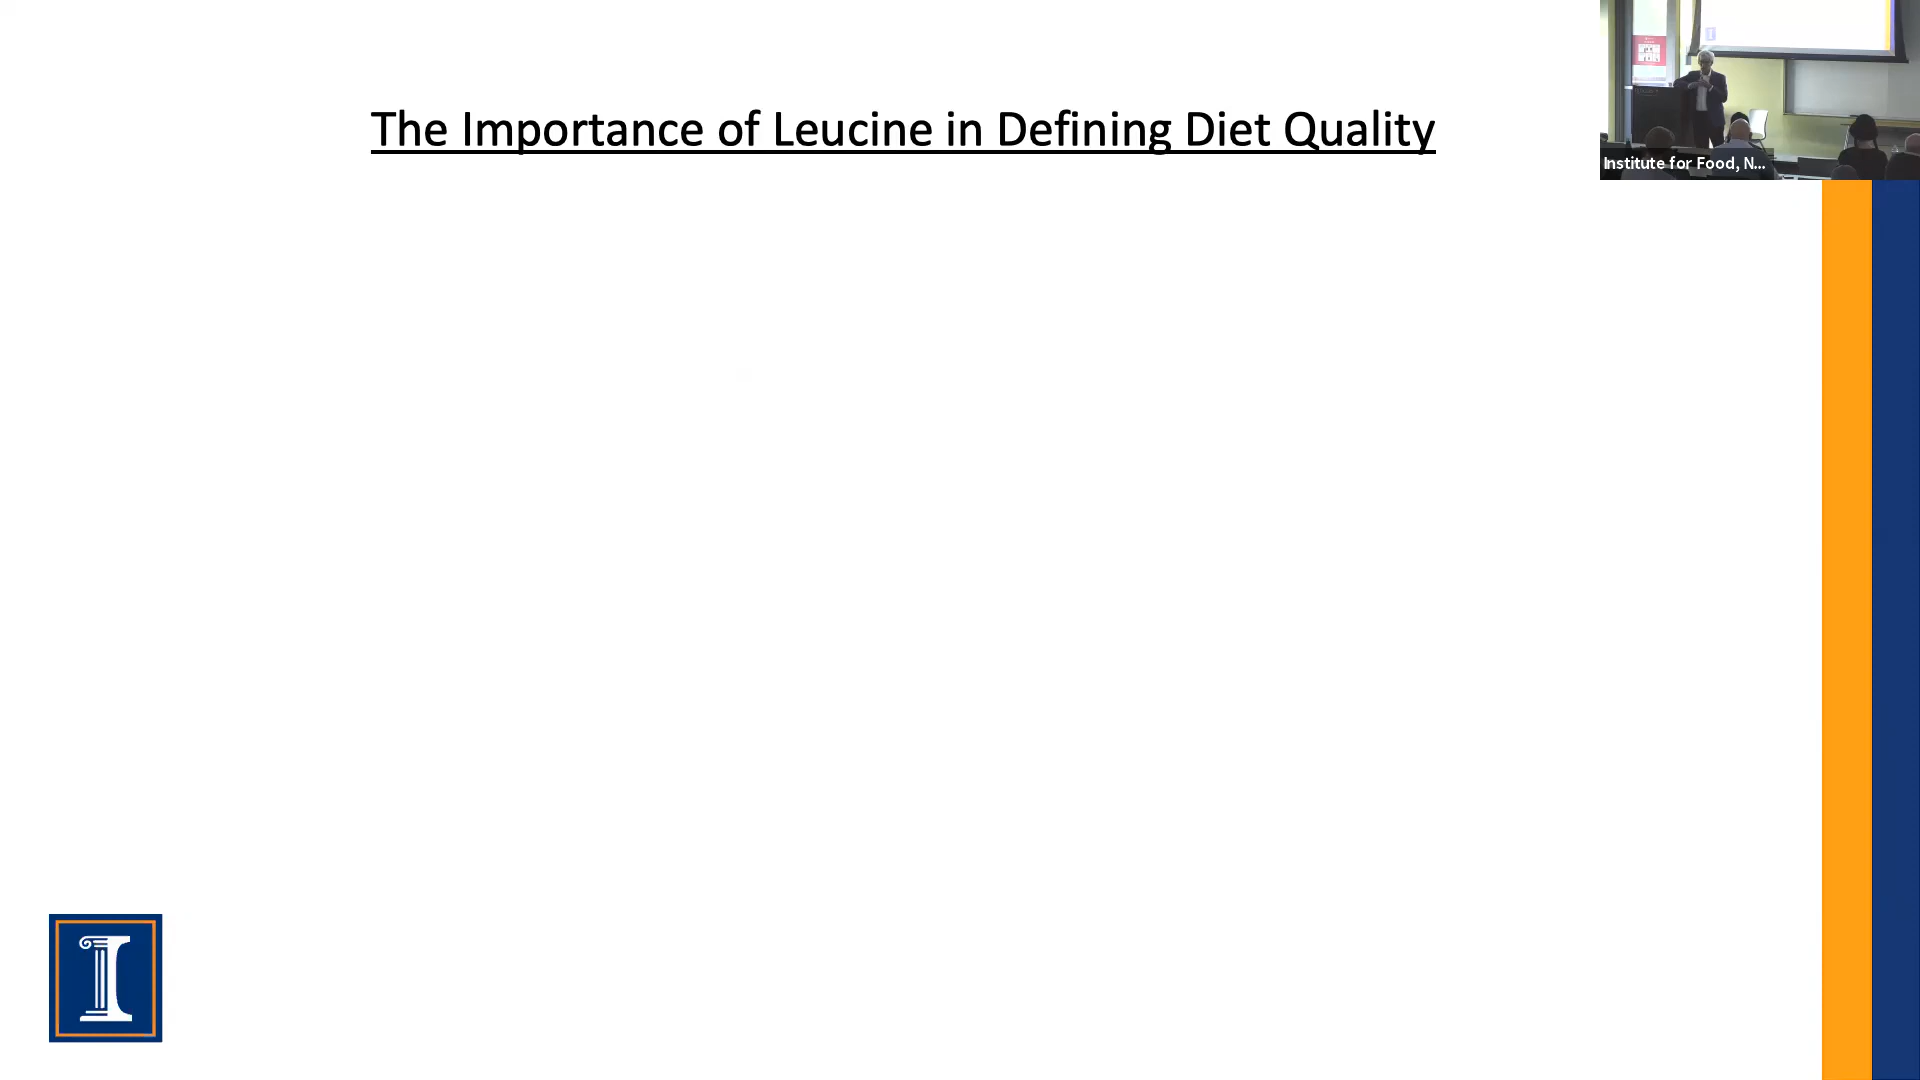 The Importance of Leucine in Defining Diet Quality
Institute for Food, N...